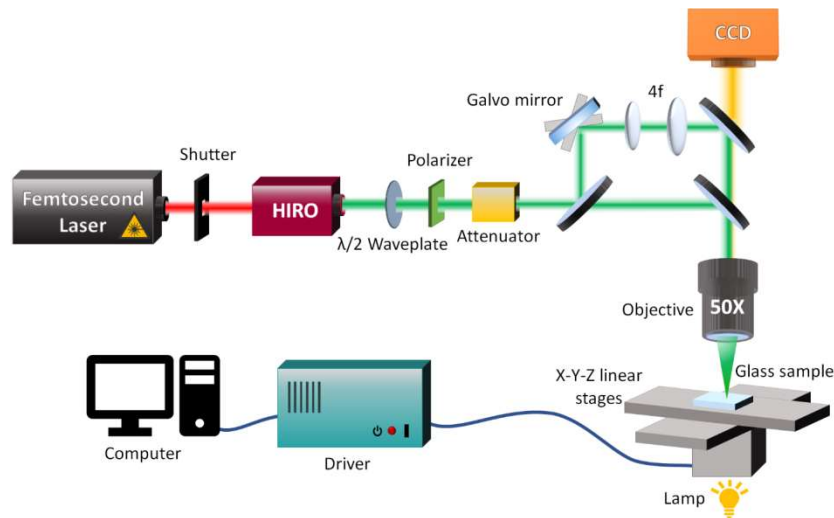 CCD
4f
Galvo mirror
Shutter
Polarizer
Femtosecond
Laser
HIRO
λ/2 Waveplate
Attenuator
Objective
50X
X-Y-Z linear
stages
Glass sample
Computer
Driver
Lamp